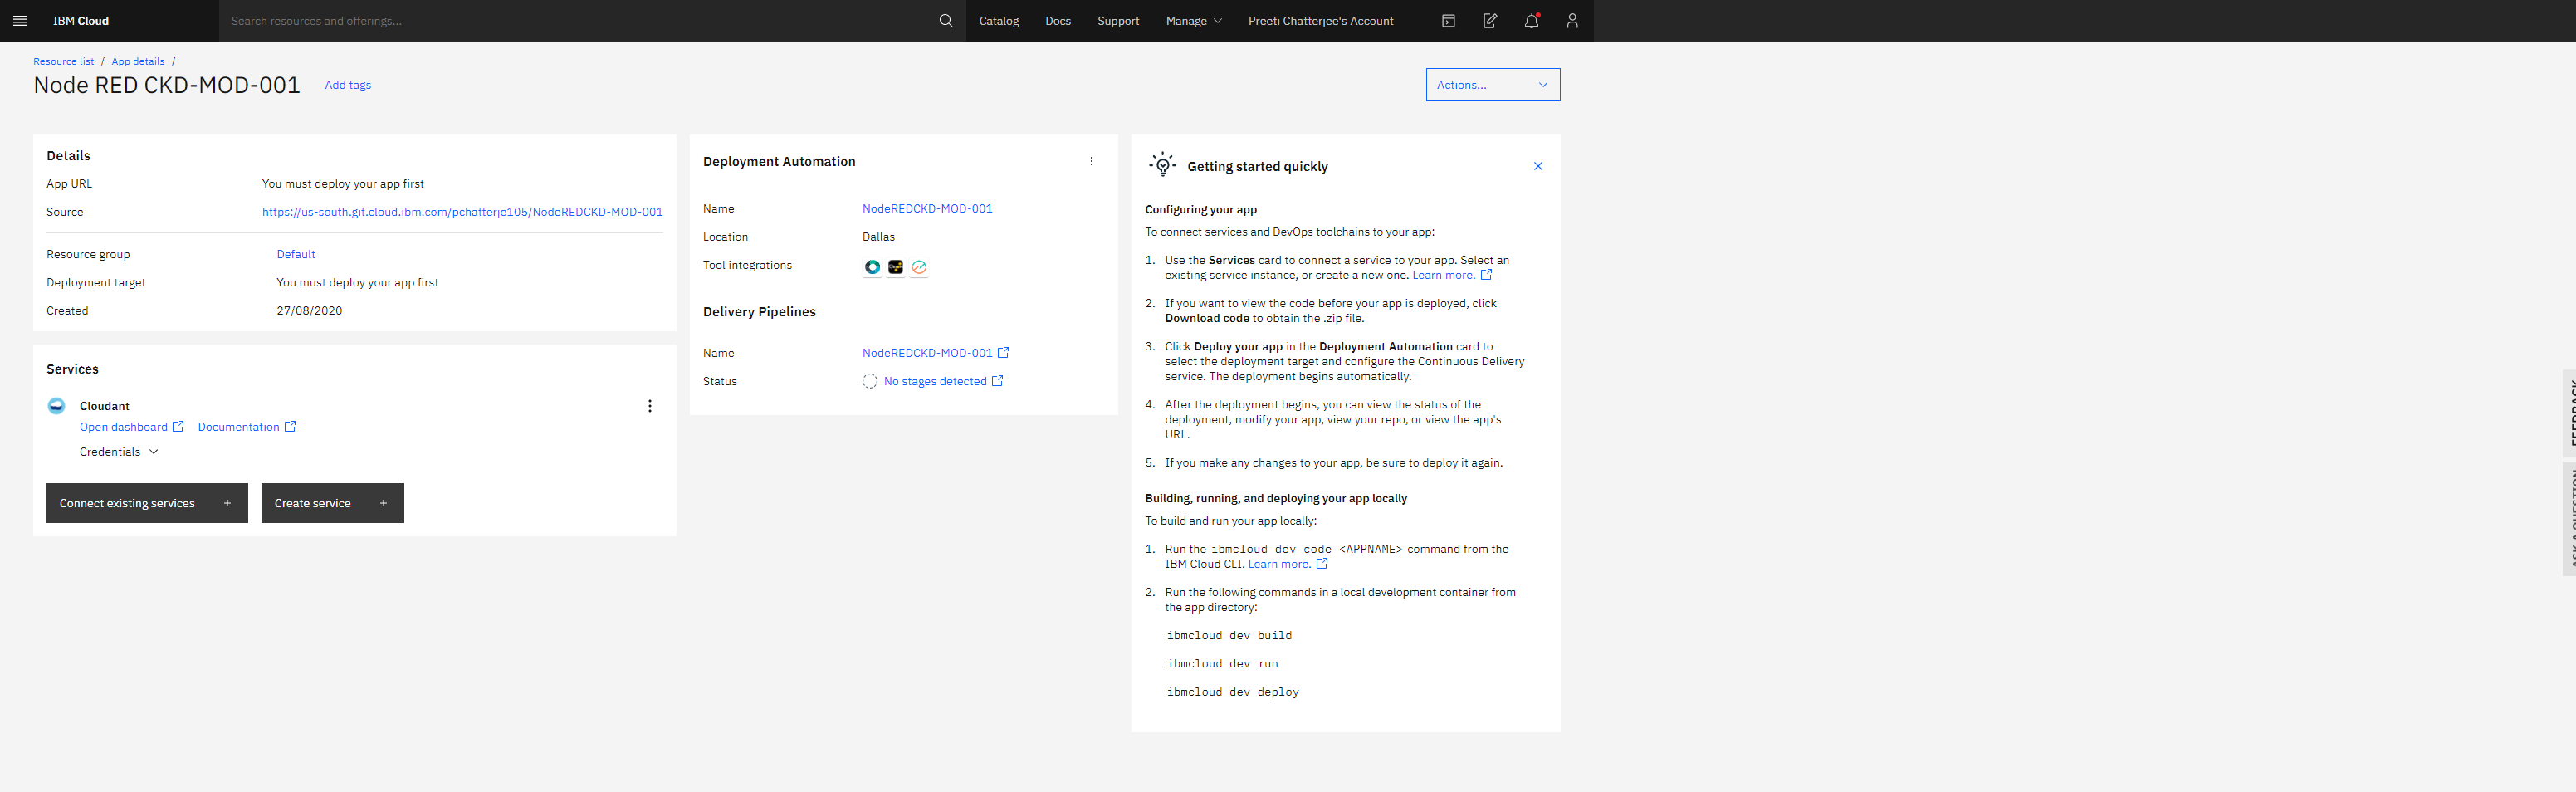 IBM Cloud
Search resources and offerings...
Catalog
Docs
Support
Manage
Preeti Chatterjee's Account
Resource list / App details /
Node RED CKD-MOD-001
Add tags
Actions...
Details
App URL You must deploy your app first
Source https://us-south.git.cloud.ibm.com/pchatterje105/NodeREDCKD-MOD-001
Resource group Default
Deployment target You must deploy your app first
Created 27/08/2020
Services
Cloudant
Open dashboard Documentation
Credentials
Connect existing services +
Create service +
Deployment Automation
Name NodeREDCKD-MOD-001
Location Dallas
Tool integrations
Delivery Pipelines
Name NodeREDCKD-MOD-001
Status No stages detected
Getting started quickly
Configuring your app
To connect services and DevOps toolchains to your app:
1. Use the Services card to connect a service to your app. Select an
existing service instance, or create a new one. Learn more.
2. If you want to view the code before your app is deployed, click
Download code to obtain the .zip file.
3. Click Deploy your app in the Deployment Automation card to
select the deployment target and configure the Continuous Delivery
service. The deployment begins automatically.
4. After the deployment begins, you can view the status of the
deployment, modify your app, view your repo, or view the app's
URL.
5. If you make any changes to your app, be sure to deploy it again.
Building, running, and deploying your app locally
To build and run your app locally:
1. Run the ibmcloud dev code <APPNAME> command from the
IBM Cloud CLI. Learn more.
2. Run the following commands in a local development container from
the app directory:
ibmcloud dev build
ibmcloud dev run
ibmcloud dev deploy
FEEDBACK
ASK A QUESTION